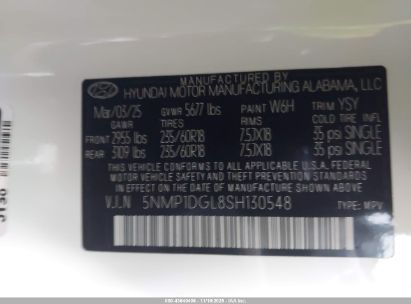 MANUFACTURED BY
HYUNDAI MOTOR MANUFACTURING ALABAMA, LLC
Mar/03/25 GVWR 5677 lbs PAINT W6H TRIM YSY
GAWR TIRES RIMS COLD TIRE INFL
FRONT 2955 lbs 235/60R18 7.5JX18 35 psi SINGLE
REAR 3109 lbs 235/60R18 7.5JX18 35 psi SINGLE
THIS VEHICLE CONFORMS TO ALL APPLICABLE
FEDERAL MOTOR VEHICLE SAFETY AND THEFT
PREVENTION STANDARDS IN EFFECT ON THE DATE
OF MANUFACTURE SHOWN ABOVE.
V.I.N 5NMP1DGL8SH130548
TYPE: MPV